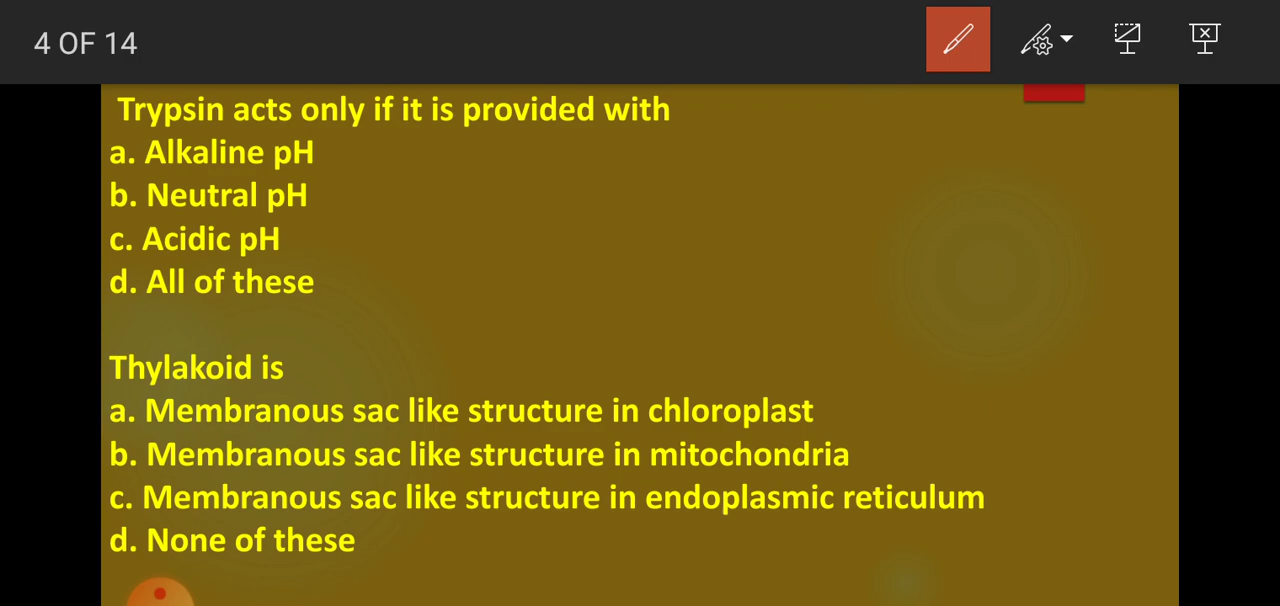 4 OF 14
Trypsin acts only if it is provided with
a. Alkaline pH
b. Neutral pH
c. Acidic pH
d. All of these
Thylakoid is
a. Membranous sac like structure in chloroplast
b. Membranous sac like structure in mitochondria
c. Membranous sac like structure in endoplasmic reticulum
d. None of these